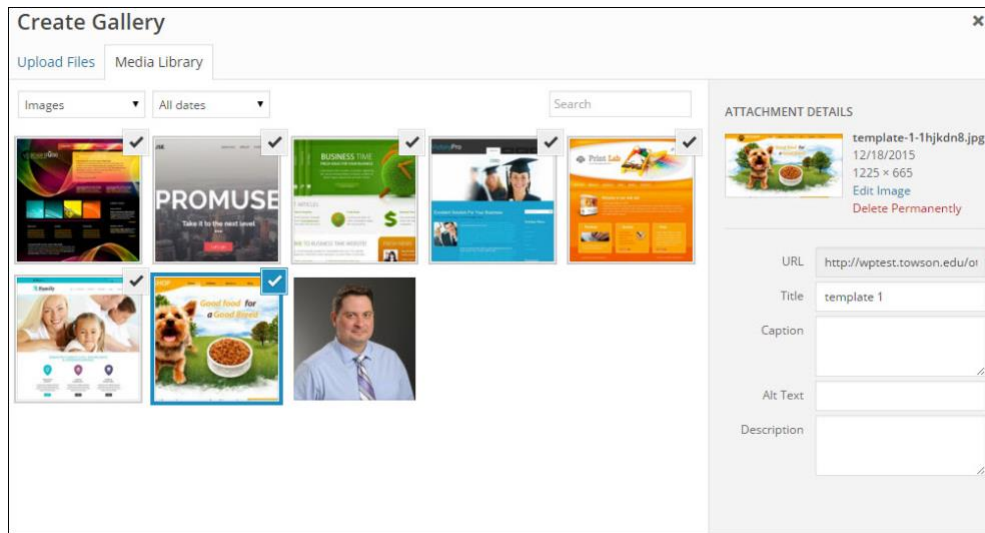 Create Gallery
Upload Files
Media Library
Images
All dates
Search
PROMUSE
Take it to the next level
BUSINESS TIME
Print Lab
Good food for
a Good Breed
ATTACHMENT DETAILS
template-1-1hjkdn8.jpg
12/18/2015
1225 × 665
Edit Image
Delete Permanently
URL
http://wptest.towson.edu/ot
Title
template 1
Caption
Alt Text
Description